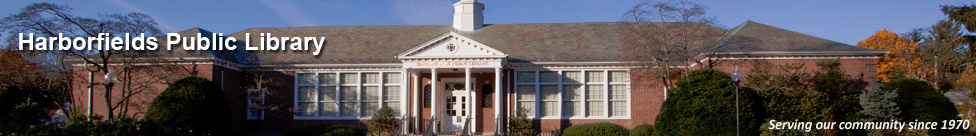 Harborfields Public Library
Serving our community since 1970